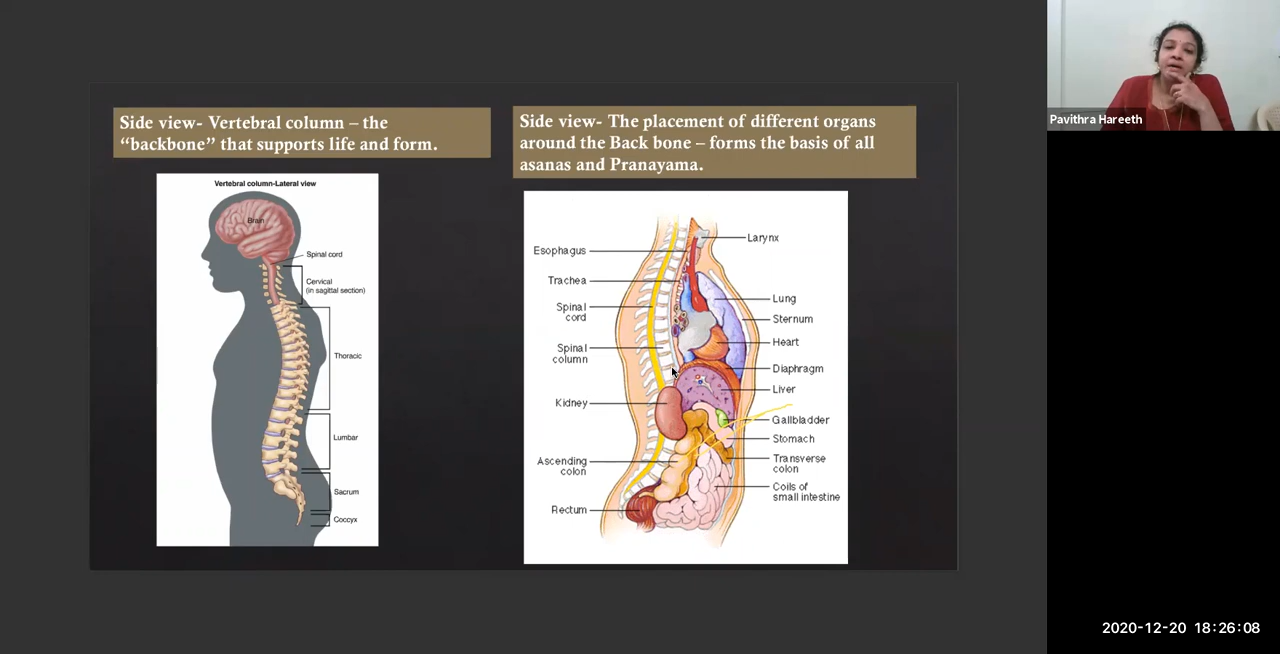 Side view- Vertebral column – the
“backbone” that supports life and form.
Vertebral column-Lateral view
Brain
Spinal cord
Cervical
(in sagittal section)
Thoracic
Lumbar
Sacrum
Coccyx
Side view- The placement of different organs
around the Back bone – forms the basis of all
asanas and Pranayama.
Esophagus
Trachea
Spinal
cord
Spinal
column
Kidney
Ascending
colon
Rectum
Larynx
Lung
Sternum
Heart
Diaphragm
Liver
Gallbladder
Stomach
Transverse
colon
Coils of
small intestine
Pavithra Hareeth
2020-12-20 18:26:08